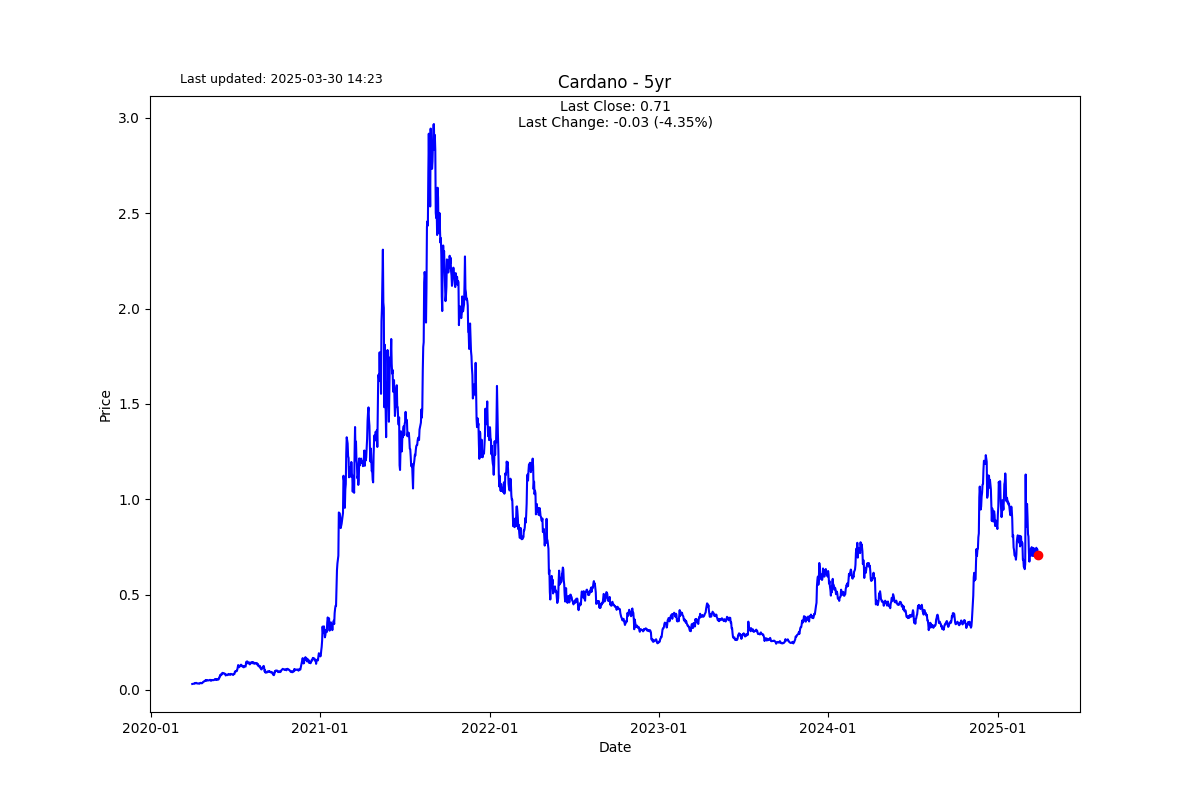 Last updated: 2025-03-30 14:23
Cardano - 5yr
Last Close: 0.71
Last Change: -0.03 (-4.35%)
3.0
2.5
2.0
1.5
1.0
0.5
0.0
Price
2020-01 2021-01 2022-01 2023-01 2024-01 2025-01
Date